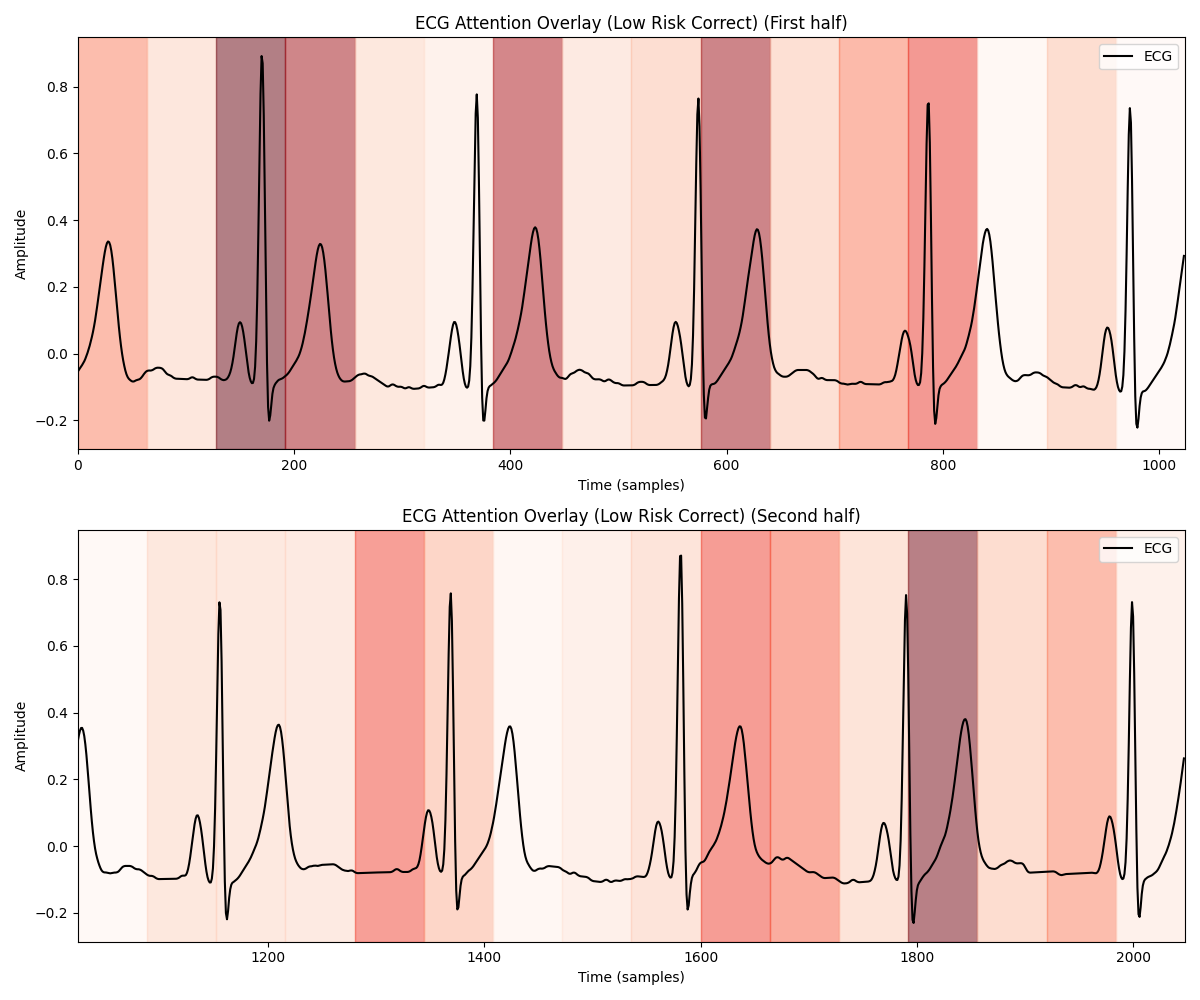 ECG Attention Overlay (Low Risk Correct) (First half)
ECG
Amplitude
0.8
0.6
0.4
0.2
0.0
−0.2
0 200 400 600 800 1000
Time (samples)
ECG Attention Overlay (Low Risk Correct) (Second half)
ECG
Amplitude
0.8
0.6
0.4
0.2
0.0
−0.2
1200 1400 1600 1800 2000
Time (samples)